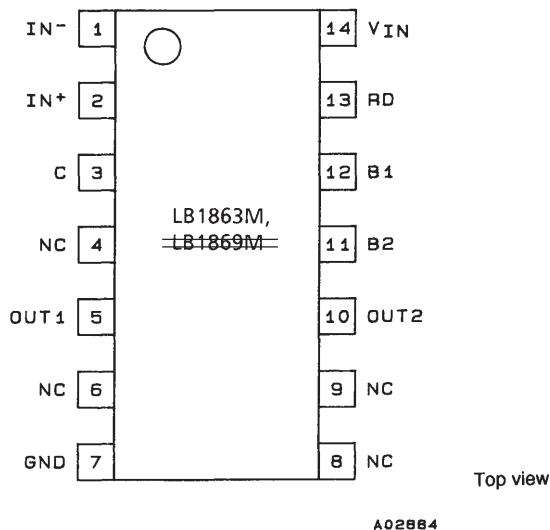 IN- 1 14 VIN
IN+ 2 13 RD
C 3 12 B1
LB1863M,
LB1869M
NC 4 11 B2
OUT1 5 10 OUT2
NC 6 9 NC
GND 7 8 NC
Top view
A02884